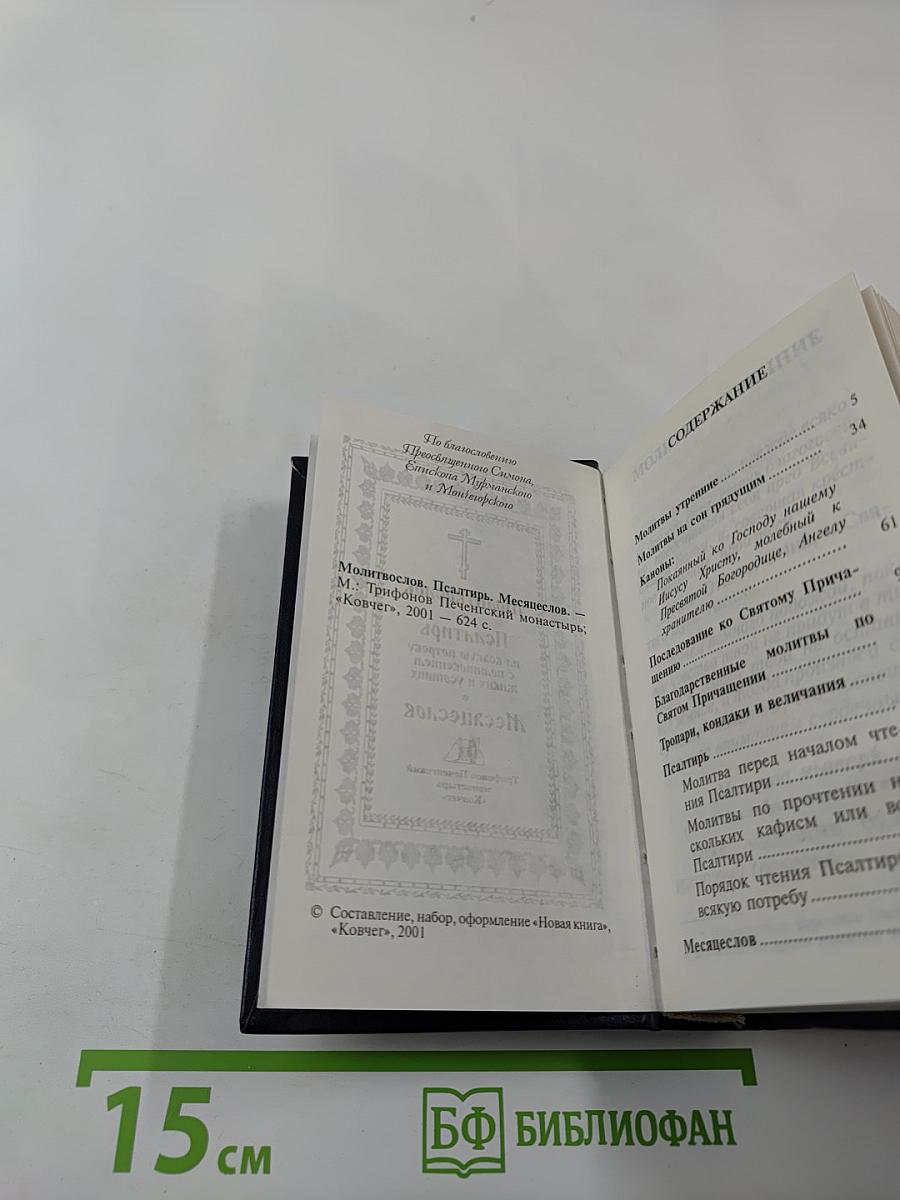 По благословению
Преосвященного Симона,
Епископа Мурманского
и Мончегорского
Молитвослов. Псалтирь. Месяцеслов. —
М.: Трифонов Печенгский монастырь;
«Ковчег», 2001 — 624 с.
© Составление, набор, оформление «Новая книга»,
«Ковчег», 2001
СОДЕРЖАНИЕ
Молитвы утренние 5
Молитвы на сон грядущим 34
Каноны:
Покаянный ко Господу нашему
Иисусу Христу, молебный к
Пресвятой Богородице, Ангелу
хранителю 61
Последование ко Святому Прича-
щению
Благодарственные молитвы по
Святом Причащении
Тропари, кондаки и величания
Псалтирь
Молитва перед началом чте-
ния Псалтири
Молитвы по прочтении
скольких кафисм или
Псалтири
Порядок чтения
всякую потребу
Месяцеслов
15 см
БФ БИБЛИОФАН